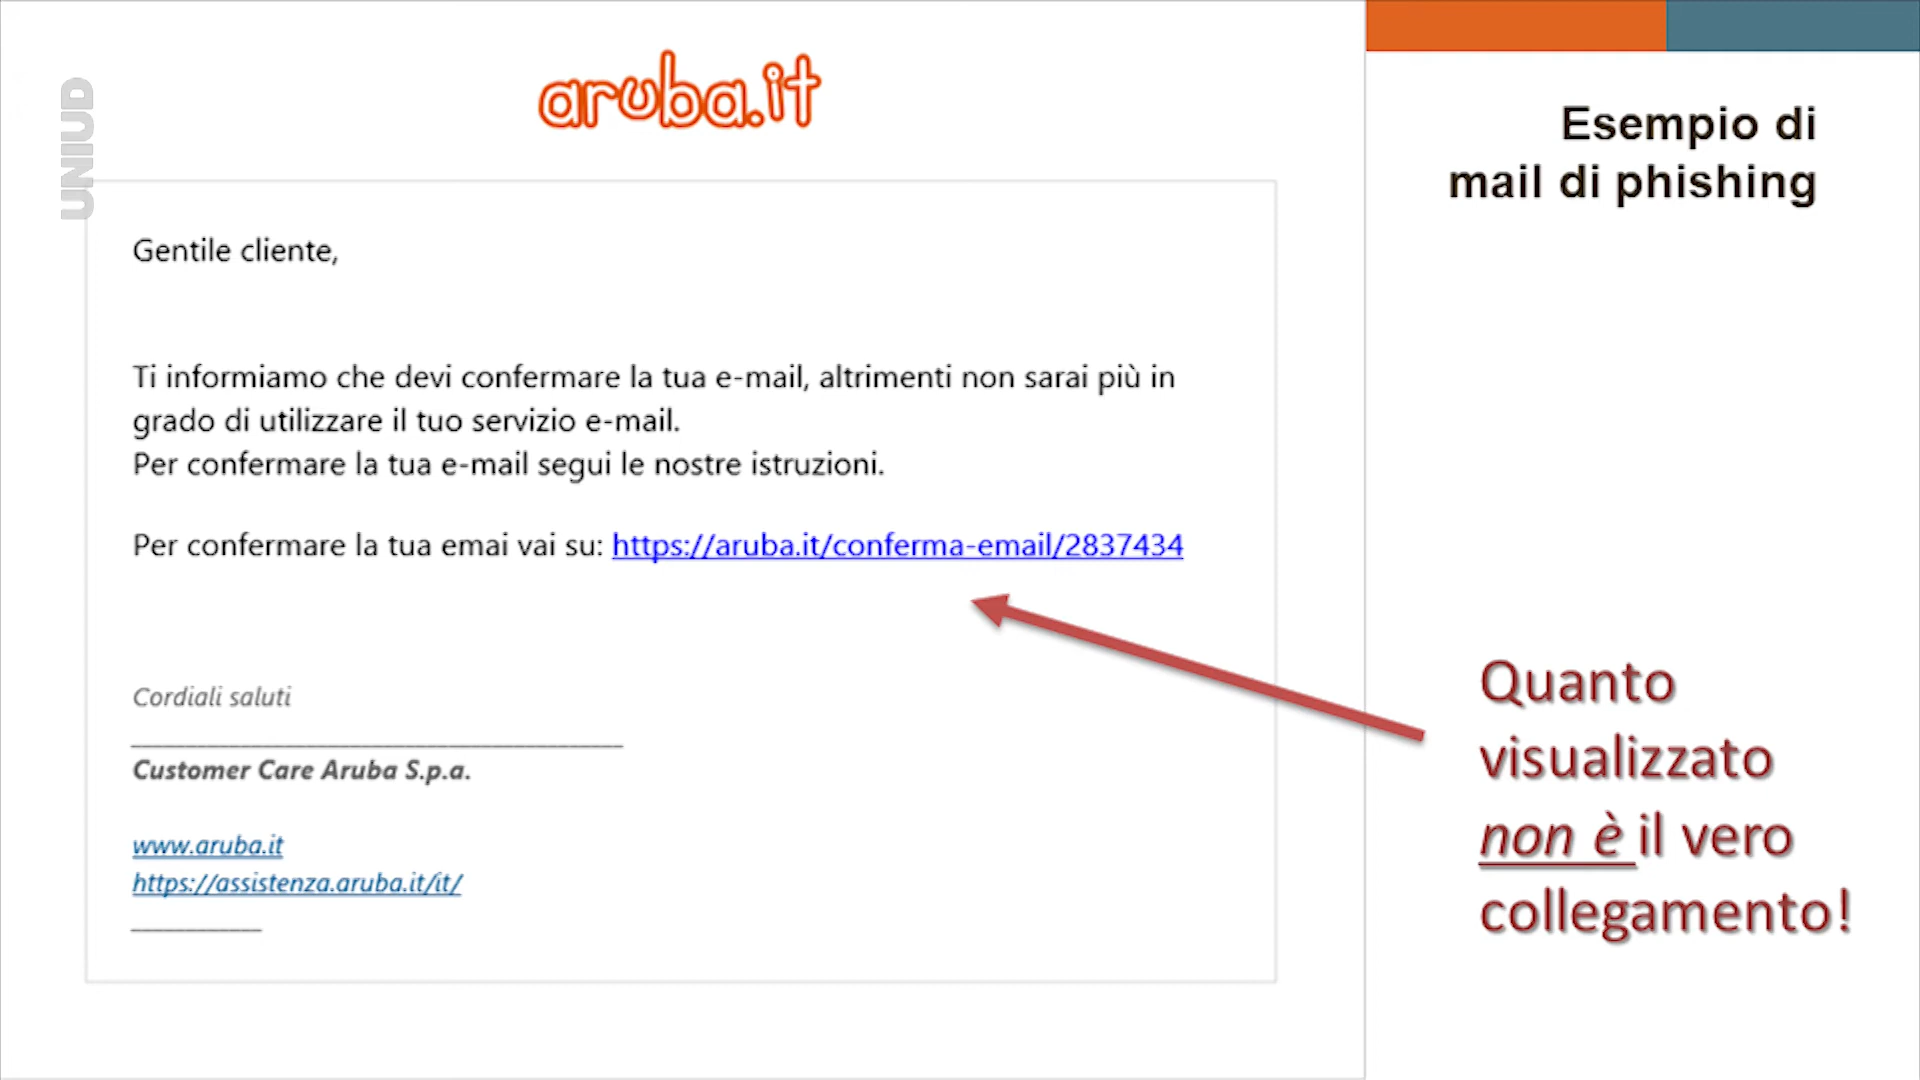 UNIUD
aruba.it
Esempio di
mail di phishing
Gentile cliente,
Ti informiamo che devi confermare la tua e-mail, altrimenti non sarai più in
grado di utilizzare il tuo servizio e-mail.
Per confermare la tua e-mail segui le nostre istruzioni.
Per confermare la tua emai vai su: https://aruba.it/conferma-email/2837434
Cordiali saluti
Customer Care Aruba S.p.a.
www.aruba.it
https://assistenza.aruba.it/it/
Quanto
visualizzato
non è il vero
collegamento!